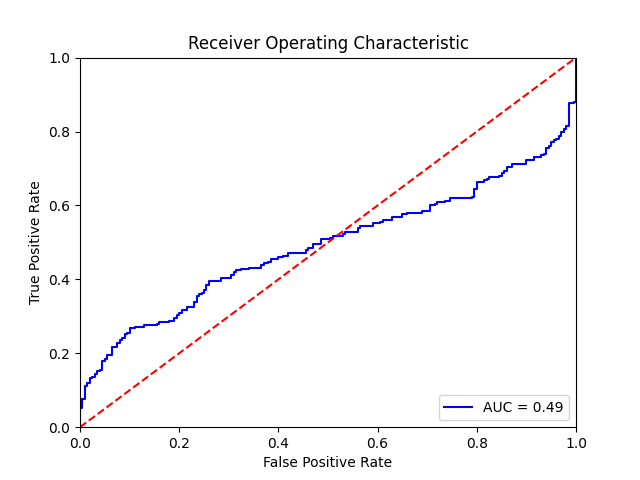 Receiver Operating Characteristic
True Positive Rate
1.0
0.8
0.6
0.4
0.2
0.0
AUC = 0.49
0.0 0.2 0.4 0.6 0.8 1.0
False Positive Rate